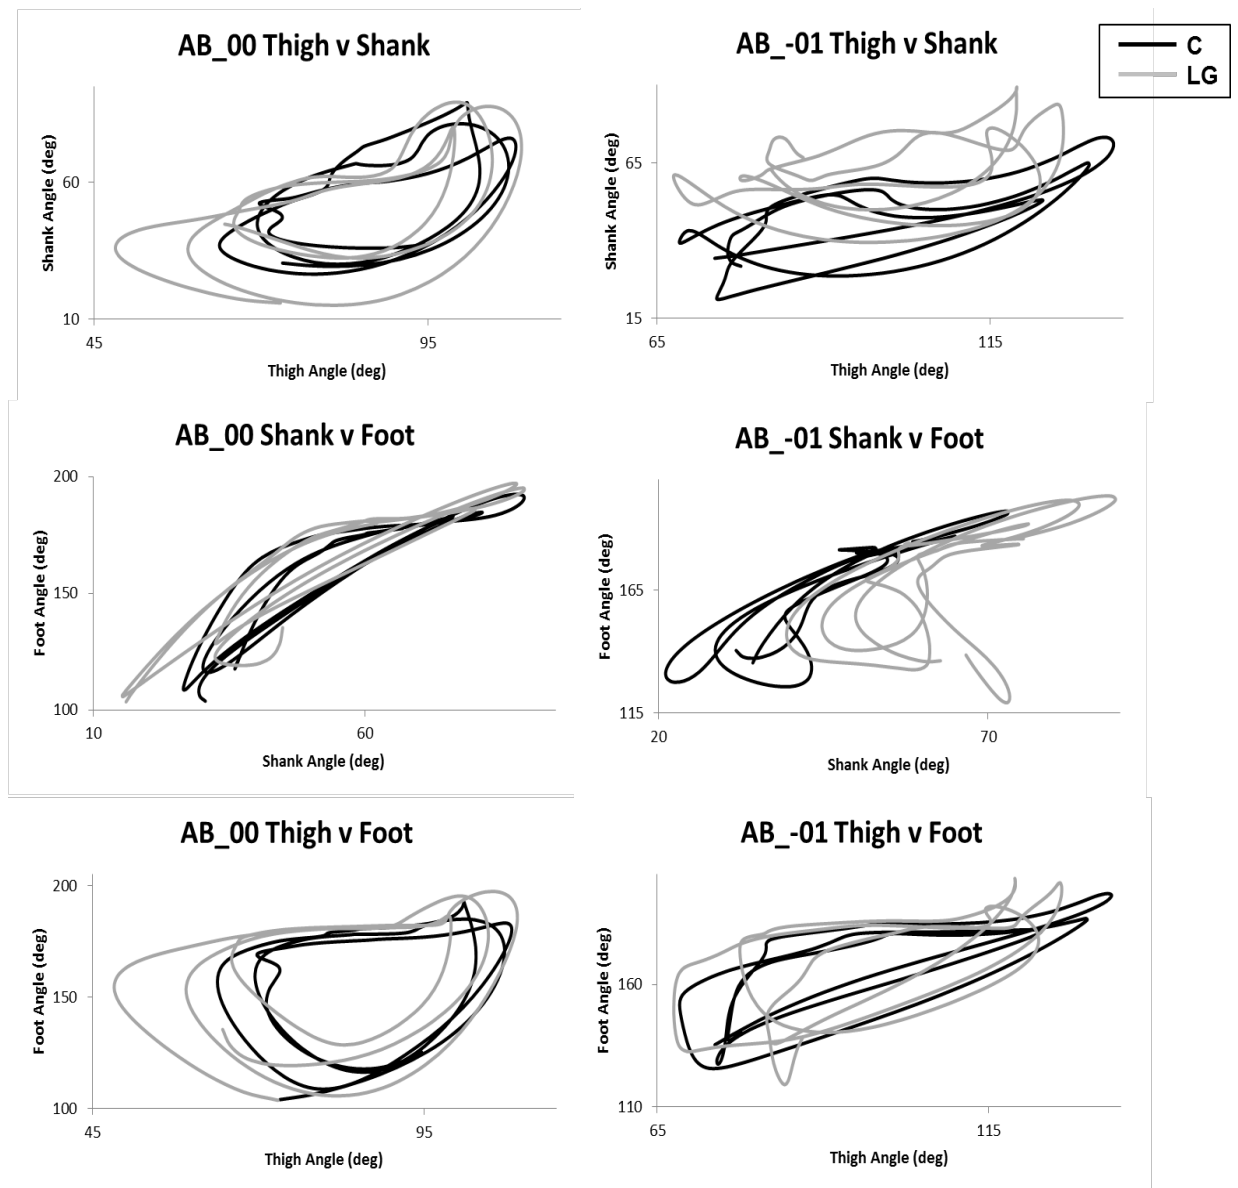 AB_00 Thigh v Shank
Shank Angle (deg)
60
10
45
95
Thigh Angle (deg)
AB_-01 Thigh v Shank
C
LG
Shank Angle (deg)
65
15
65
115
Thigh Angle (deg)
AB_00 Shank v Foot
Foot Angle (deg)
200
150
100
10
60
Shank Angle (deg)
AB_-01 Shank v Foot
Foot Angle (deg)
165
115
20
70
Shank Angle (deg)
AB_00 Thigh v Foot
Foot Angle (deg)
200
150
100
45
95
Thigh Angle (deg)
AB_-01 Thigh v Foot
Foot Angle (deg)
160
110
65
115
Thigh Angle (deg)